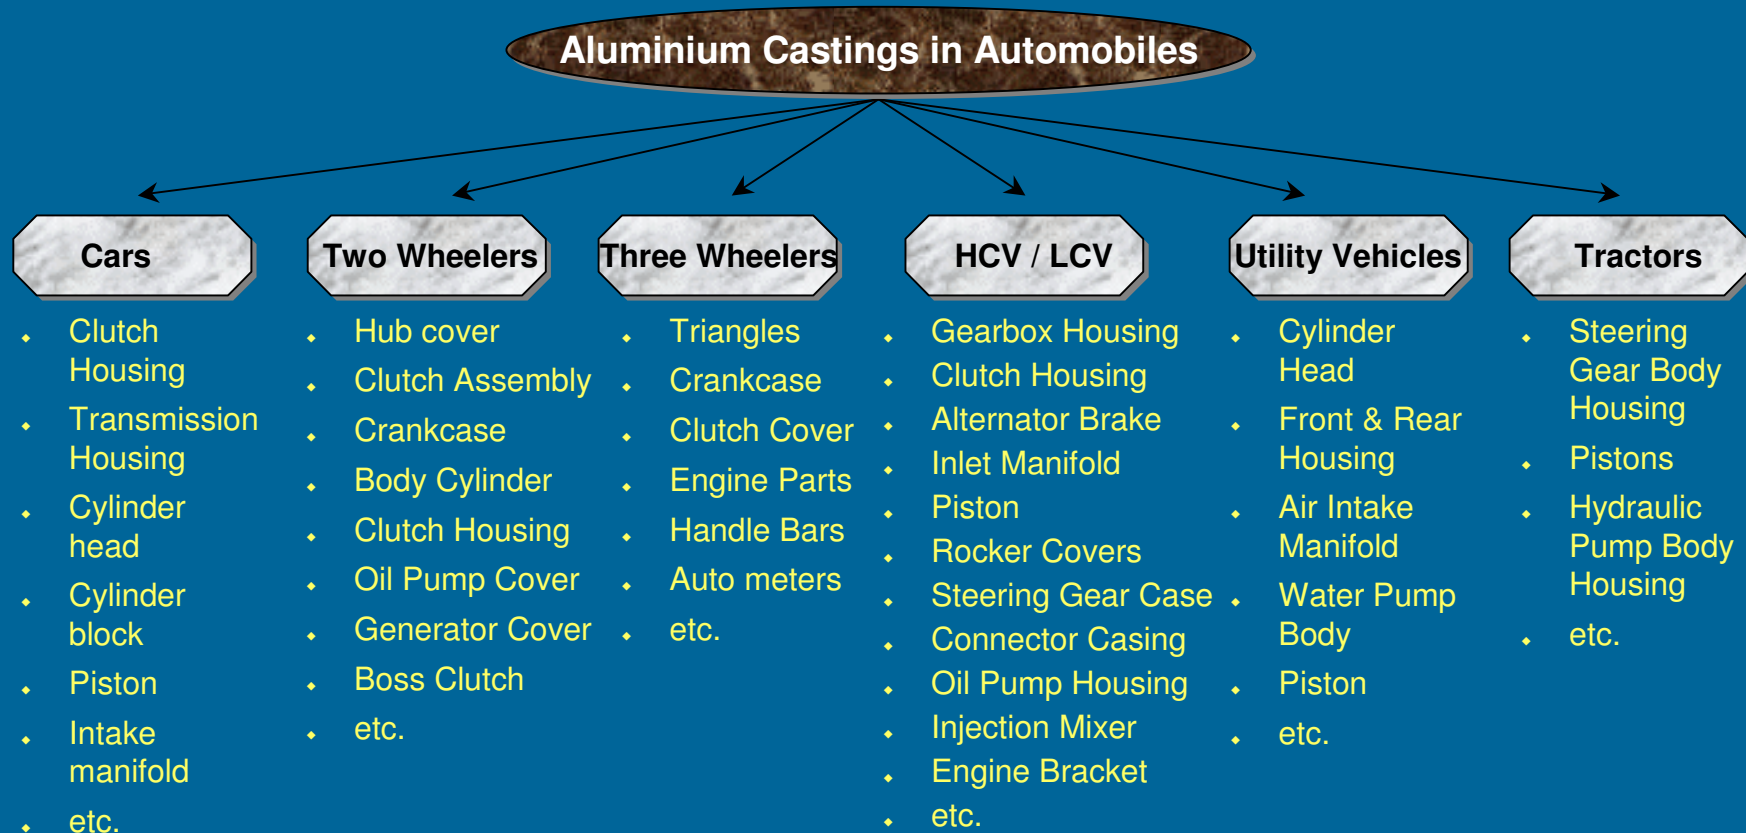 Aluminium Castings in Automobiles
Cars
Clutch
Housing
Transmission
Housing
Cylinder
head
Cylinder
block
Piston
Intake
manifold
etc.
Two Wheelers
Hub cover
Clutch Assembly
Crankcase
Body Cylinder
Clutch Housing
Oil Pump Cover
Generator Cover
Boss Clutch
etc.
Three Wheelers
Triangles
Crankcase
Clutch Cover
Engine Parts
Handle Bars
Auto meters
etc.
HCV / LCV
Gearbox Housing
Clutch Housing
Alternator Brake
Inlet Manifold
Piston
Rocker Covers
Steering Gear Case
Connector Casing
Oil Pump Housing
Injection Mixer
Engine Bracket
etc.
Utility Vehicles
Cylinder
Head
Front & Rear
Housing
Air Intake
Manifold
Water Pump
Body
Piston
etc.
Tractors
Steering
Gear Body
Housing
Pistons
Hydraulic
Pump Body
Housing
etc.